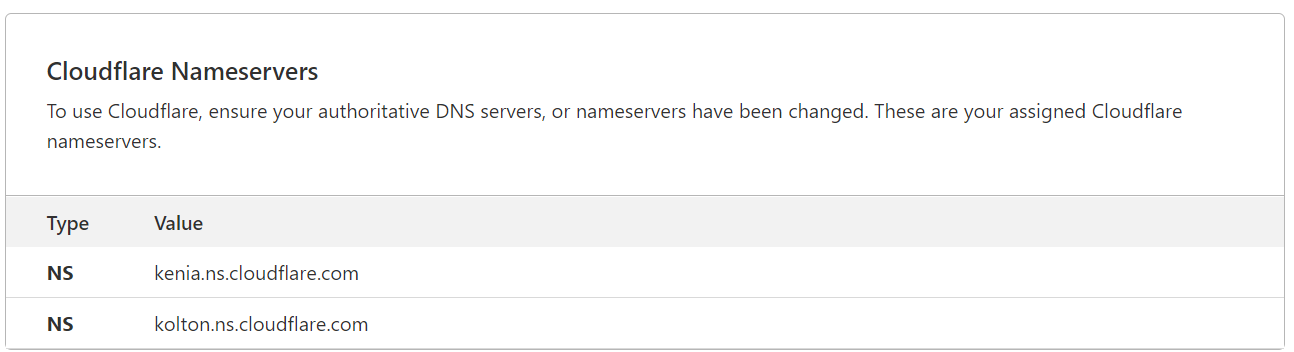 Cloudflare Nameservers
To use Cloudflare, ensure your authoritative DNS servers, or nameservers have been changed. These are your assigned Cloudflare
nameservers.
Type Value
NS kenia.ns.cloudflare.com
NS kolton.ns.cloudflare.com